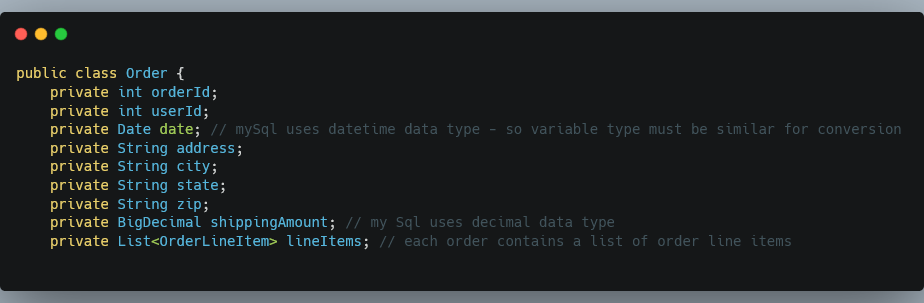 public class Order {
    private int orderId;
    private int userId;
    private Date date; // mySql uses datetime data type - so variable type must be similar for conversion
    private String address;
    private String city;
    private String state;
    private String zip;
    private BigDecimal shippingAmount; // my Sql uses decimal data type
    private List<OrderLineItem> lineItems; // each order contains a list of order line items